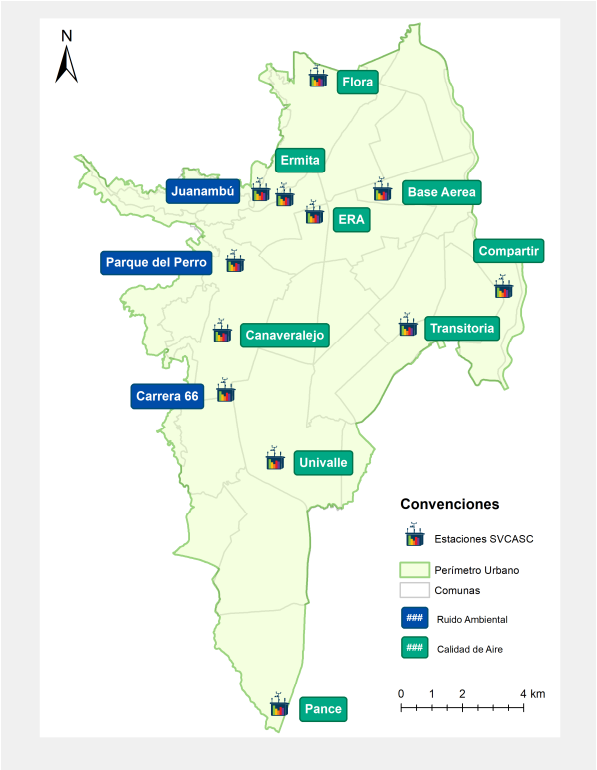 N
Flora
Ermita
Juanambú
Base Aerea
ERA
Compartir
Parque del Perro
Transitoria
Canaveralejo
Carrera 66
Univalle
Convenciones
Estaciones SVCASC
Perímetro Urbano
Comunas
### Ruido Ambiental
### Calidad de Aire
0 1 2 4 km
Pance